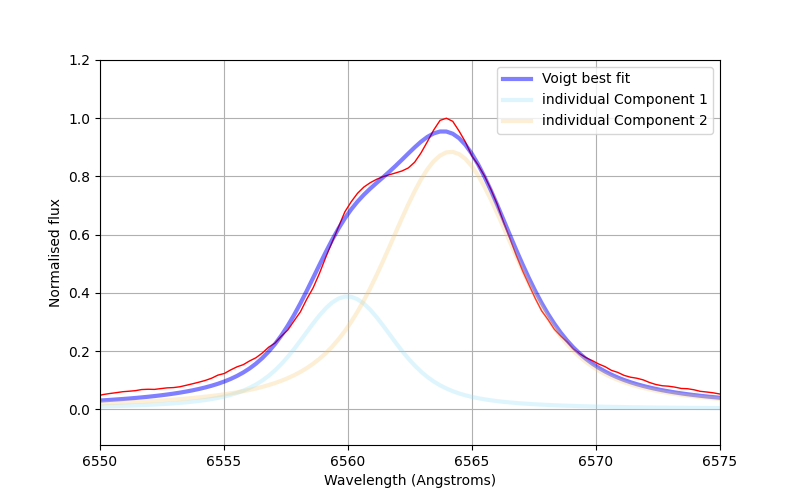 1.2
1.0
0.8
0.6
0.4
0.2
0.0
Normalised flux
Voigt best fit
individual Component 1
individual Component 2
6550 6555 6560 6565 6570 6575
Wavelength (Angstroms)